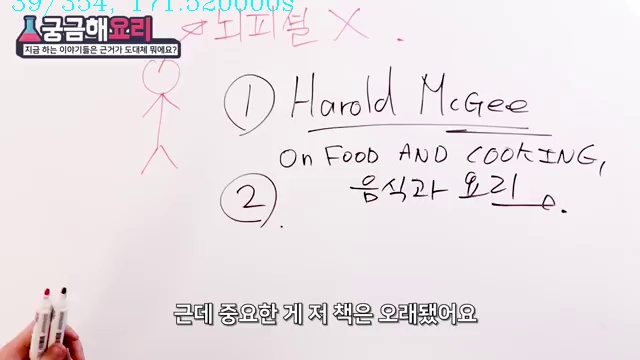 39/354, 171.520000s
궁금해요리
지금 하는 이야기들은 근거가 도대체 뭐에요?
뇌피셜 X.
① Harold McGee
ON FOOD AND COOKING,
음식과 요리.
②.
근데 중요한 게 저 책은 오래됐어요